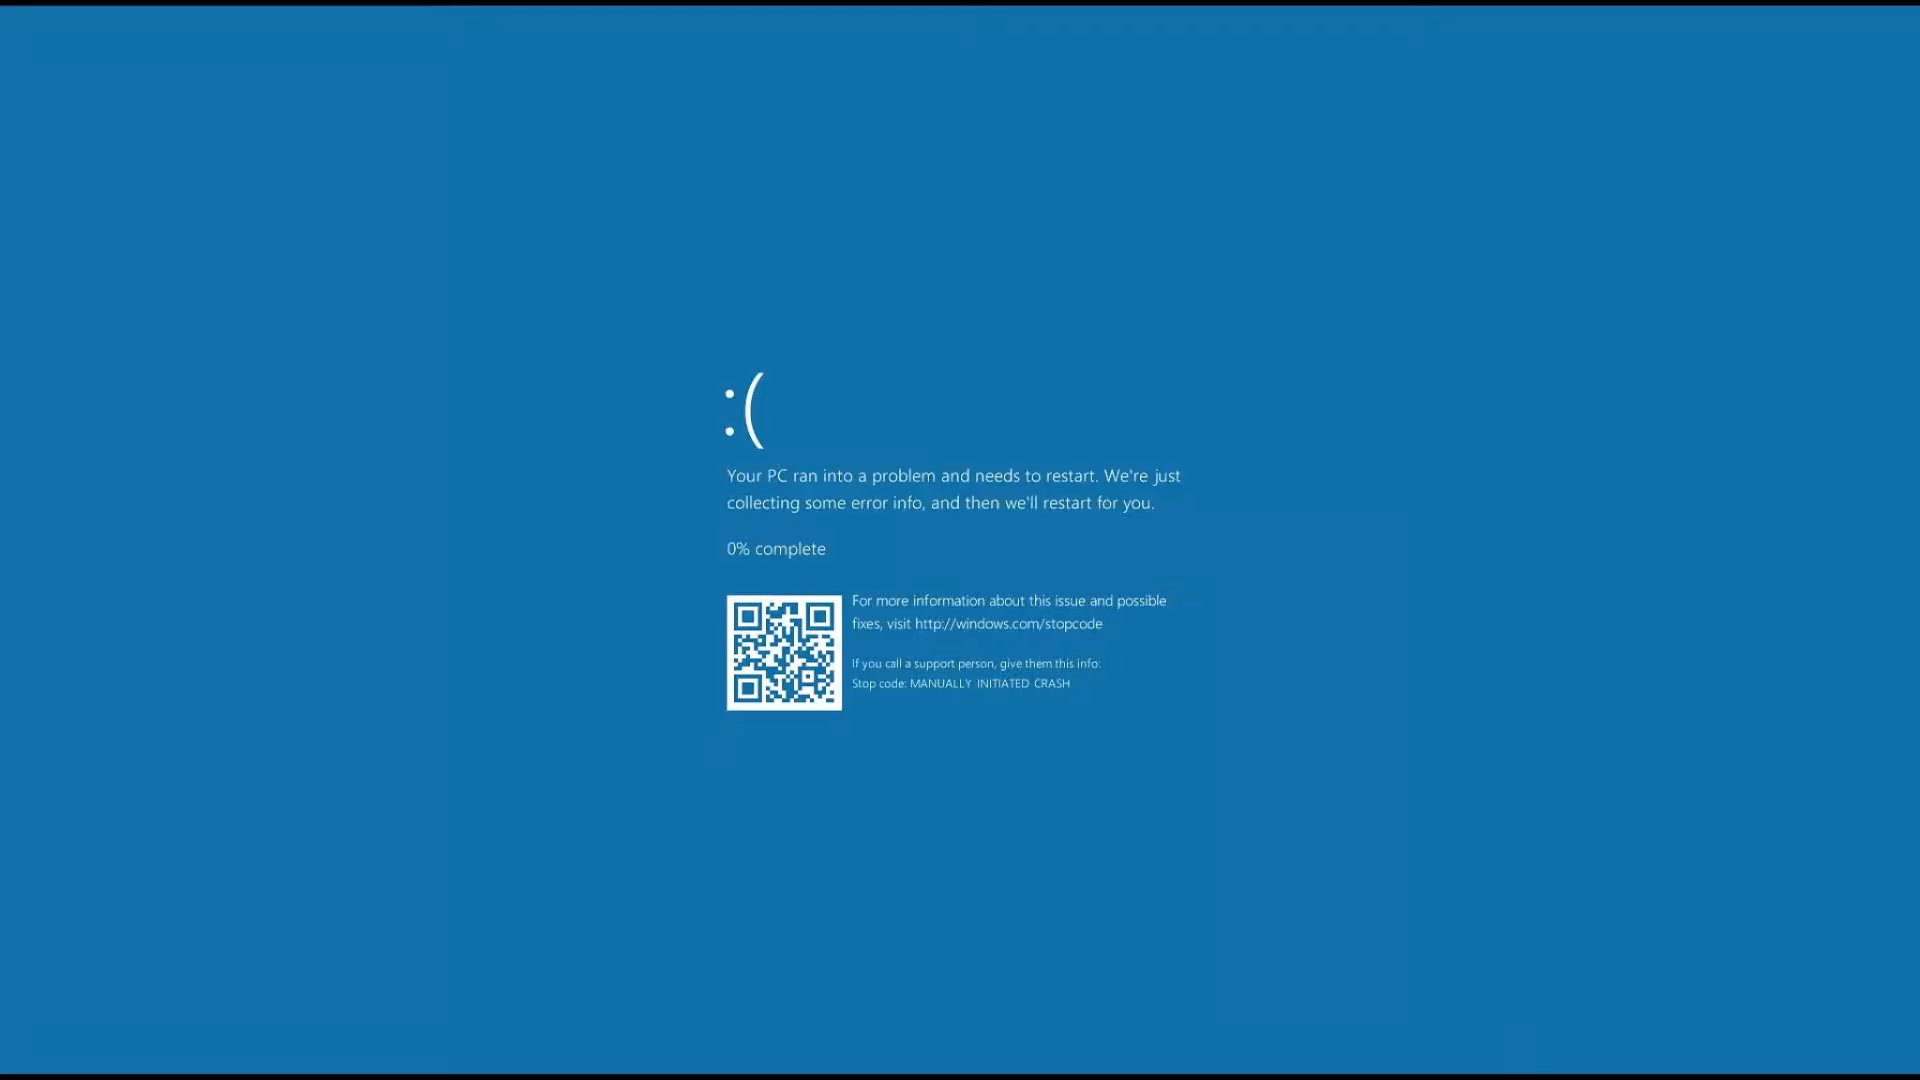 :(
Your PC ran into a problem and needs to restart. We're just
collecting some error info, and then we'll restart for you.
0% complete
For more information about this issue and possible
fixes, visit http://windows.com/stopcode
If you call a support person, give them this info:
Stop code: MANUALLY INITIATED CRASH